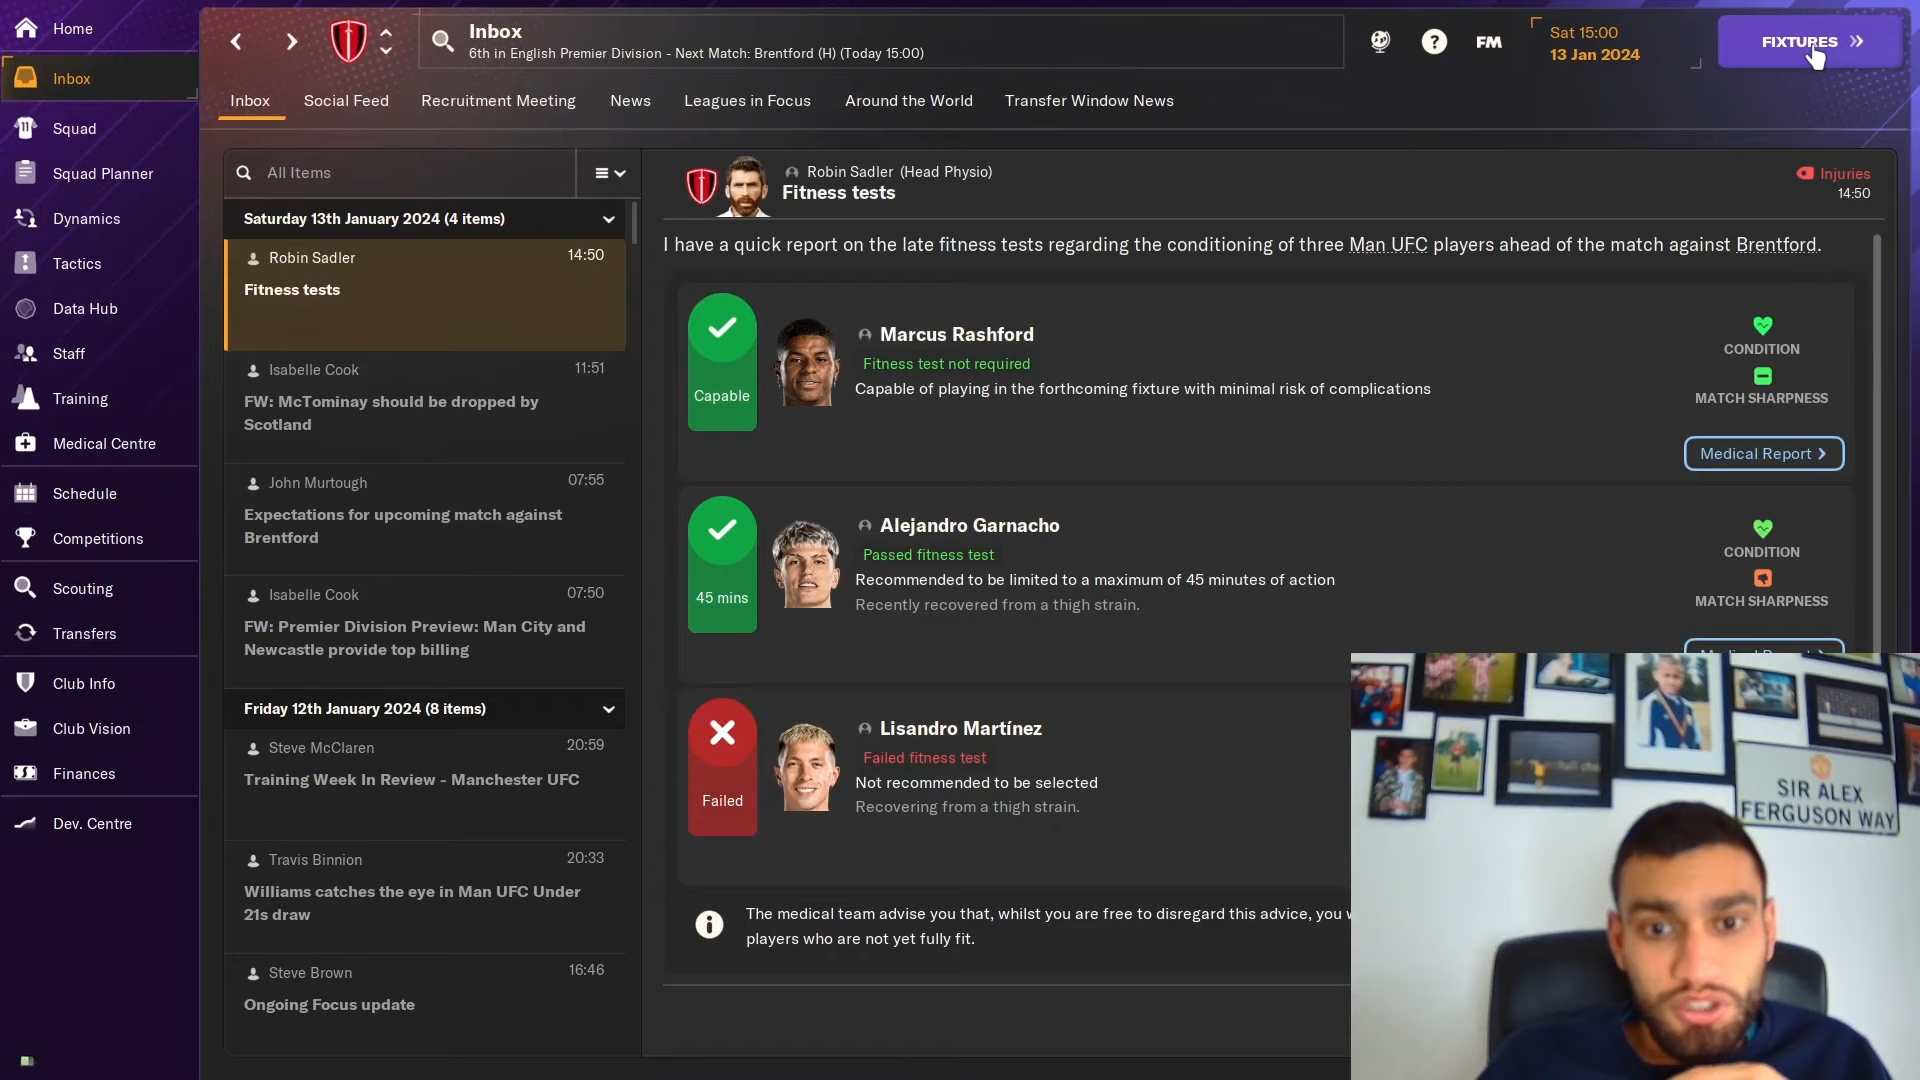 Home
Inbox
Squad
Squad Planner
Dynamics
Tactics
Data Hub
Staff
Training
Medical Centre
Schedule
Competitions
Scouting
Transfers
Club Info
Club Vision
Finances
Dev. Centre
Inbox
6th in English Premier Division - Next Match: Brentford (H) (Today 15:00)
?
FM
Sat 15:00
13 Jan 2024
FIXTURES
Inbox Social Feed Recruitment Meeting News Leagues in Focus Around the World Transfer Window News
All Items
Saturday 13th January 2024 (4 items)
Robin Sadler 14:50
Fitness tests
Isabelle Cook 11:51
FW: McTominay should be dropped by
Scotland
John Murtough 07:55
Expectations for upcoming match against
Brentford
Isabelle Cook 07:50
FW: Premier Division Preview: Man City and
Newcastle provide top billing
Friday 12th January 2024 (8 items)
Steve McClaren 20:59
Training Week In Review - Manchester UFC
Travis Binnion 20:33
Williams catches the eye in Man UFC Under
21s draw
Steve Brown 16:46
Ongoing Focus update
Robin Sadler (Head Physio)
Fitness tests
Injuries
14:50
I have a quick report on the late fitness tests regarding the conditioning of three Man UFC players ahead of the match against Brentford.
Capable
Marcus Rashford
Fitness test not required
Capable of playing in the forthcoming fixture with minimal risk of complications
CONDITION
MATCH SHARPNESS
Medical Report
45 mins
Alejandro Garnacho
Passed fitness test
Recommended to be limited to a maximum of 45 minutes of action
Recently recovered from a thigh strain.
CONDITION
MATCH SHARPNESS
Failed
Lisandro Martínez
Failed fitness test
Not recommended to be selected
Recovering from a thigh strain.
The medical team advise you that, whilst you are free to disregard this advice, you
players who are not yet fully fit.
SIR ALEX
FERGUSON WAY